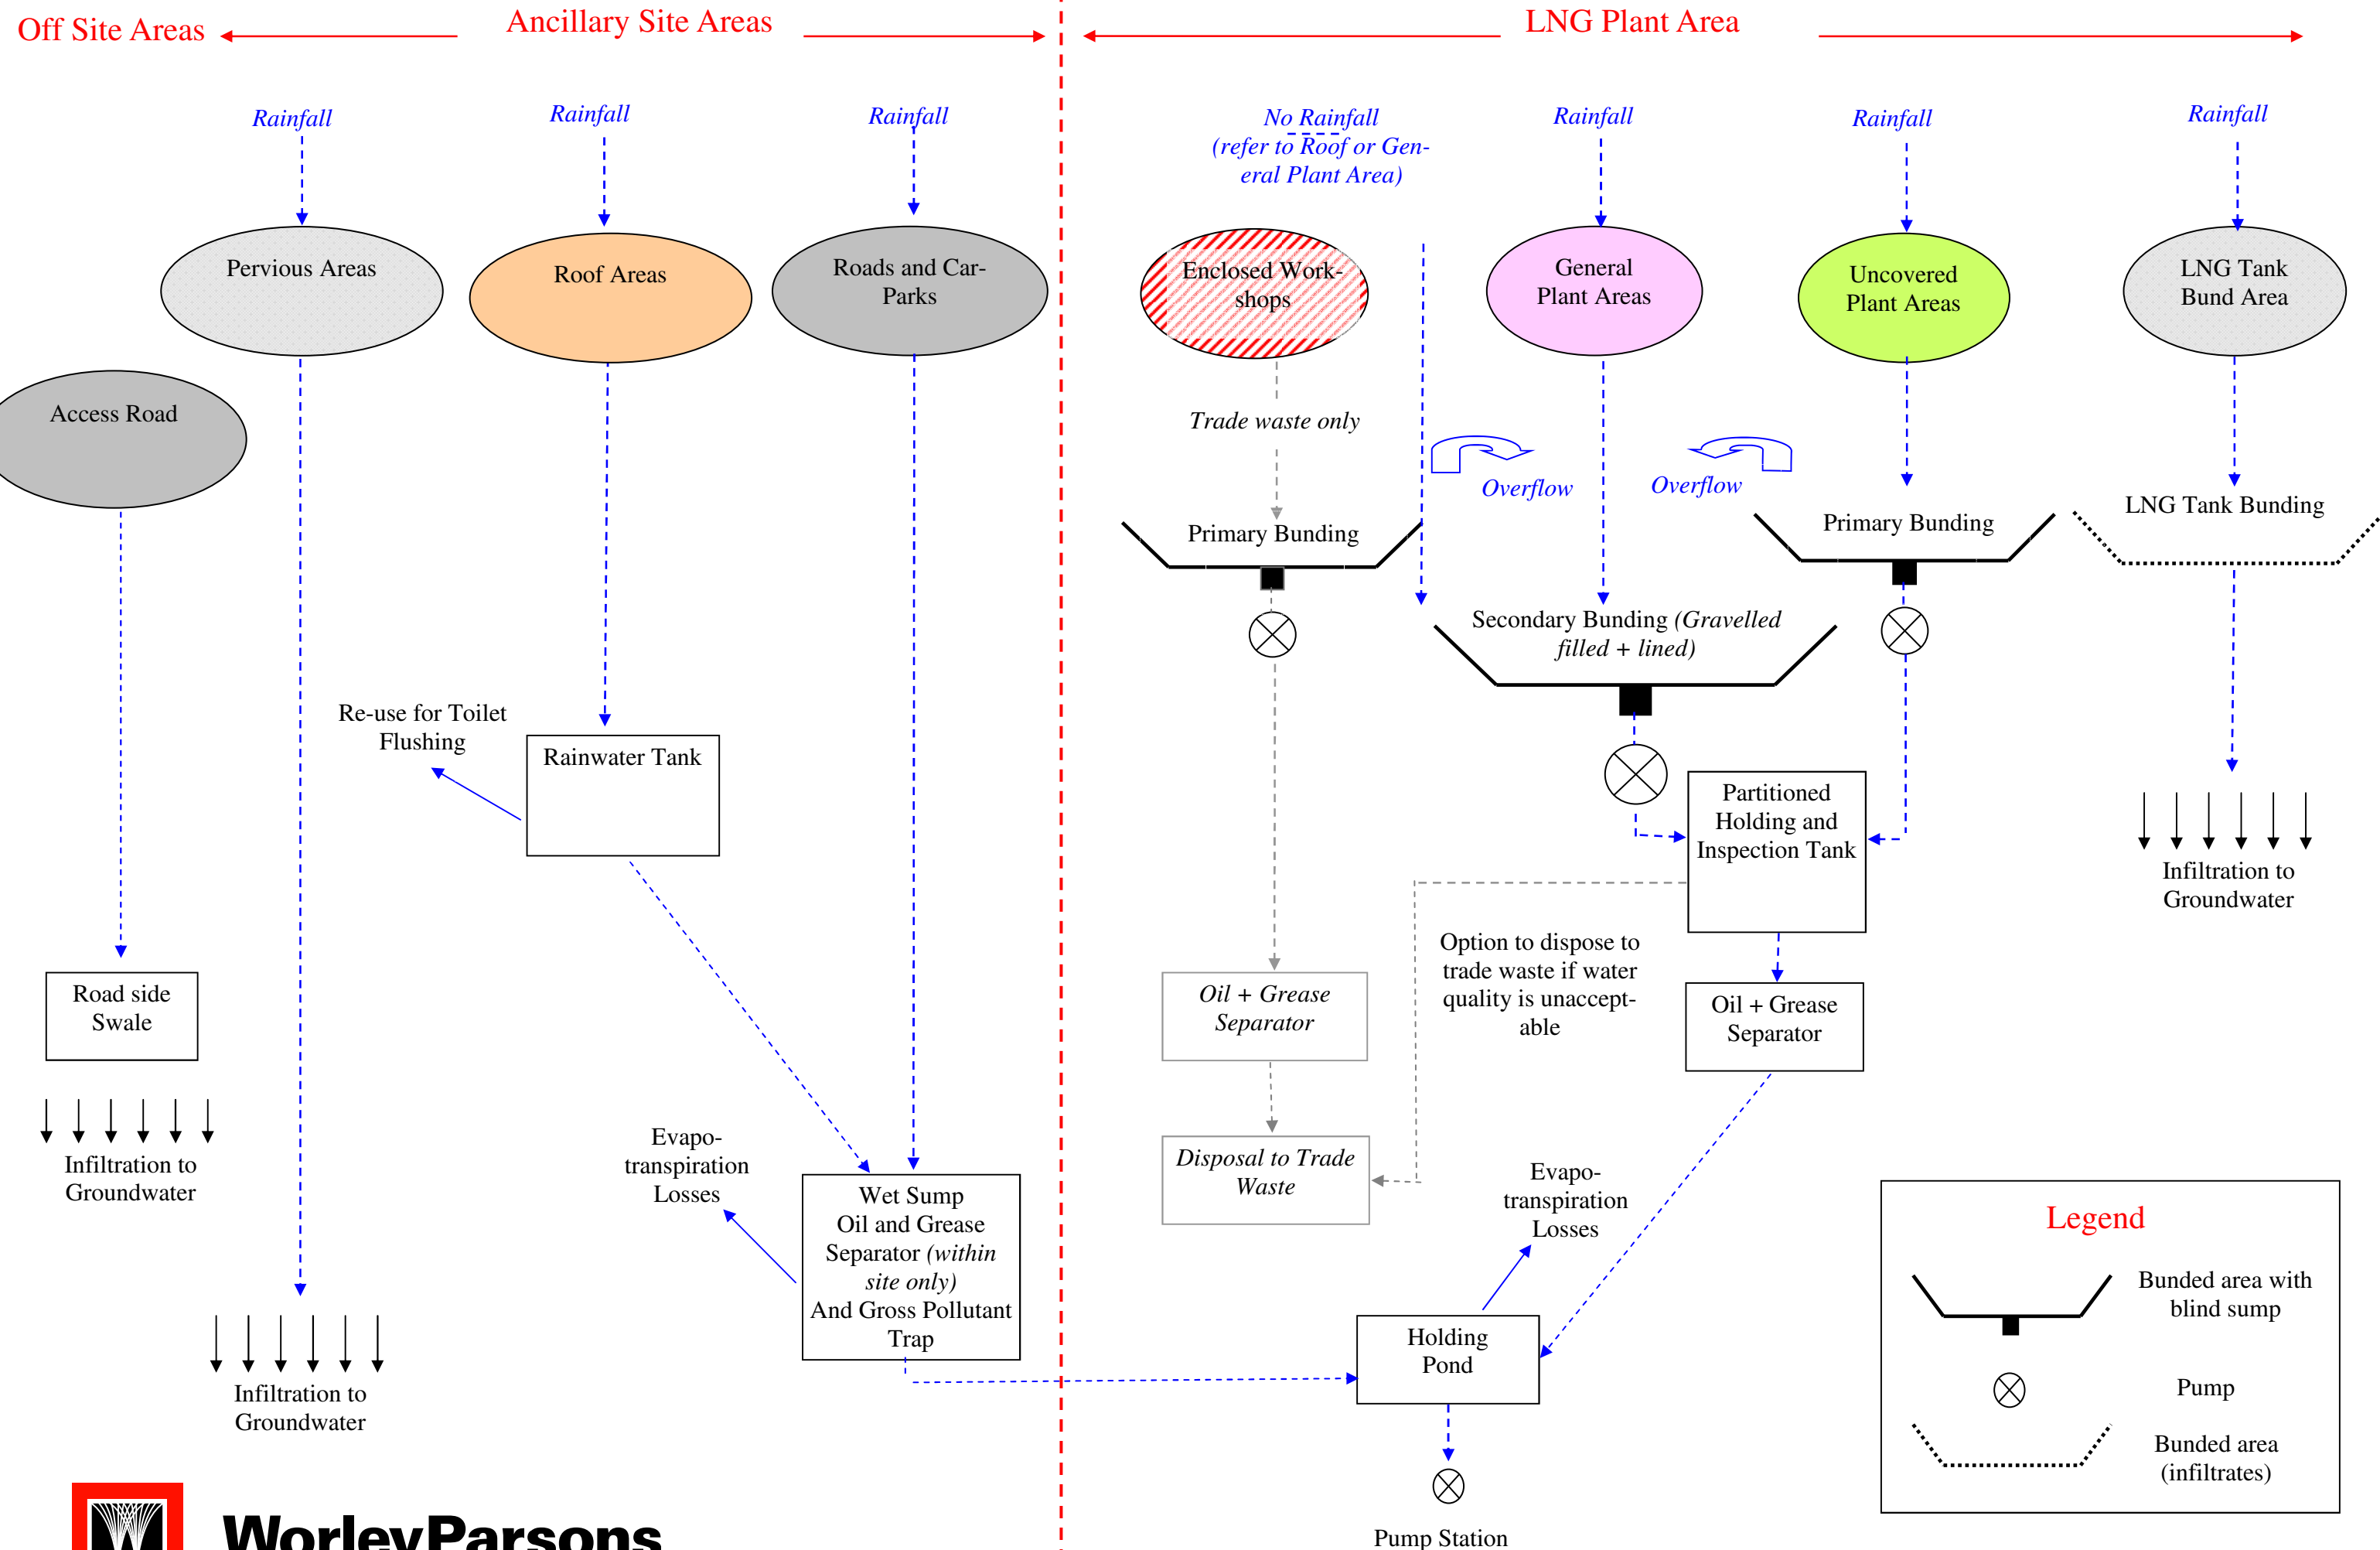 Off Site Areas
Ancillary Site Areas
LNG Plant Area
Rainfall
Rainfall
Rainfall
No Rainfall
(refer to Roof or Gen-
eral Plant Area)
Rainfall
Rainfall
Rainfall
Pervious Areas
Roof Areas
Roads and Car-
Parks
Enclosed Work-
shops
General
Plant Areas
Uncovered
Plant Areas
LNG Tank
Bund Area
Access Road
Trade waste only
Overflow
Overflow
Primary Bunding
Primary Bunding
LNG Tank Bunding
Secondary Bunding (Gravelled
filled + lined)
Re-use for Toilet
Flushing
Rainwater Tank
Partitioned
Holding and
Inspection Tank
Infiltration to
Groundwater
Option to dispose to
trade waste if water
quality is unaccept-
able
Road side
Swale
Oil + Grease
Separator
Oil + Grease
Separator
Infiltration to
Groundwater
Evapo-
transpiration
Losses
Disposal to Trade
Waste
Evapo-
transpiration
Losses
Wet Sump
Oil and Grease
Separator (within
site only)
And Gross Pollutant
Trap
Holding
Pond
Infiltration to
Groundwater
Legend
Bunded area with
blind sump
Pump
Bunded area
(infiltrates)
Pump Station
W
WorleyParsons